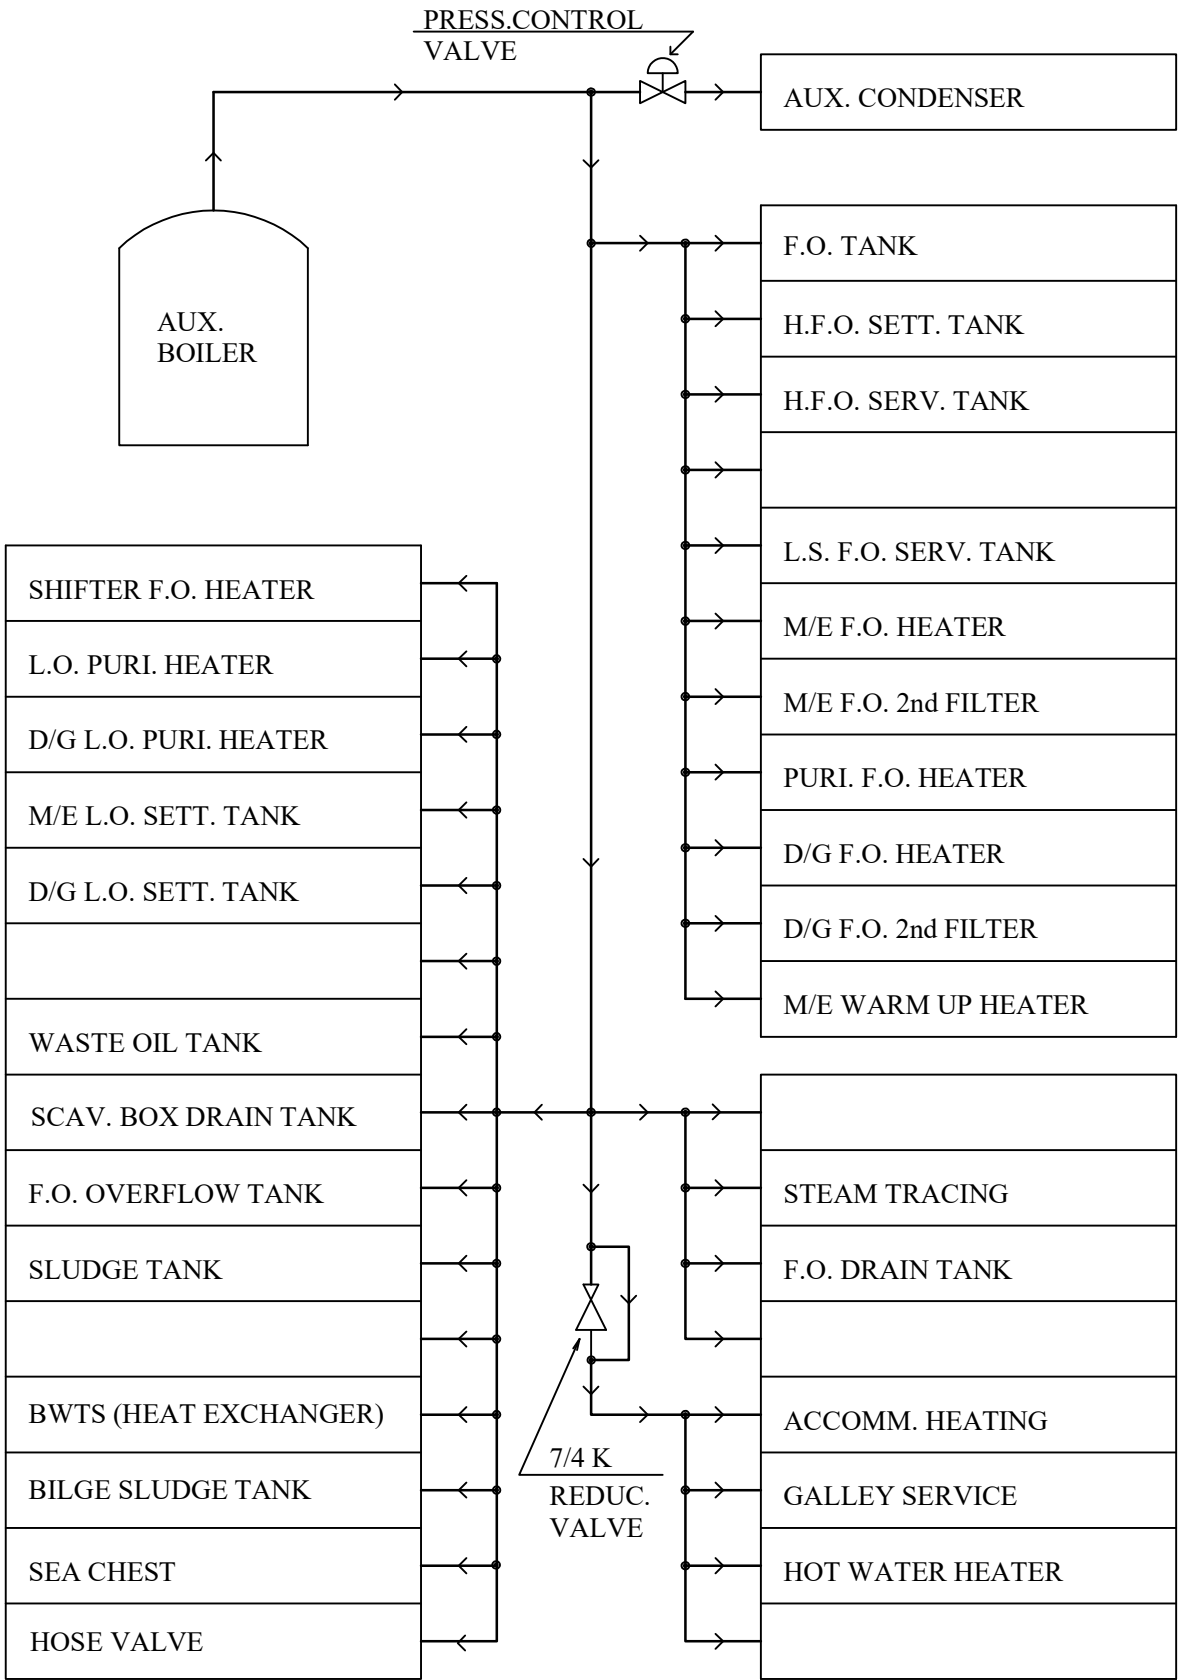 PRESS.CONTROL
VALVE
AUX. CONDENSER
AUX.
BOILER
F.O. TANK
H.F.O. SETT. TANK
H.F.O. SERV. TANK
L.S. F.O. SERV. TANK
M/E F.O. HEATER
M/E F.O. 2nd FILTER
PURI. F.O. HEATER
D/G F.O. HEATER
D/G F.O. 2nd FILTER
M/E WARM UP HEATER
SHIFTER F.O. HEATER
L.O. PURI. HEATER
D/G L.O. PURI. HEATER
M/E L.O. SETT. TANK
D/G L.O. SETT. TANK
WASTE OIL TANK
SCAV. BOX DRAIN TANK
F.O. OVERFLOW TANK
SLUDGE TANK
BWTS (HEAT EXCHANGER)
BILGE SLUDGE TANK
SEA CHEST
HOSE VALVE
7/4 K
REDUC.
VALVE
STEAM TRACING
F.O. DRAIN TANK
ACCOMM. HEATING
GALLEY SERVICE
HOT WATER HEATER